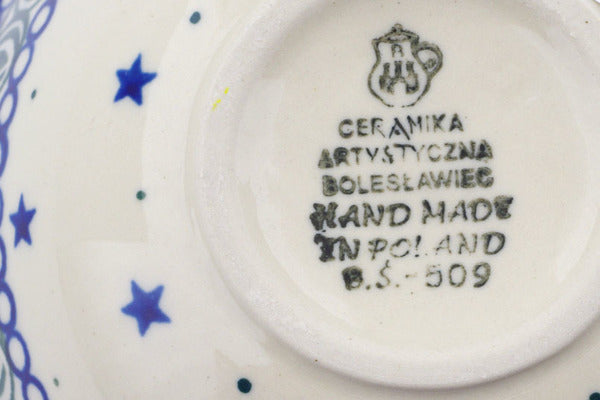 CERAMIKA
ARTYSTYCZNA
BOLESŁAWIEC
HAND MADE
IN POLAND
B.Ś.-509